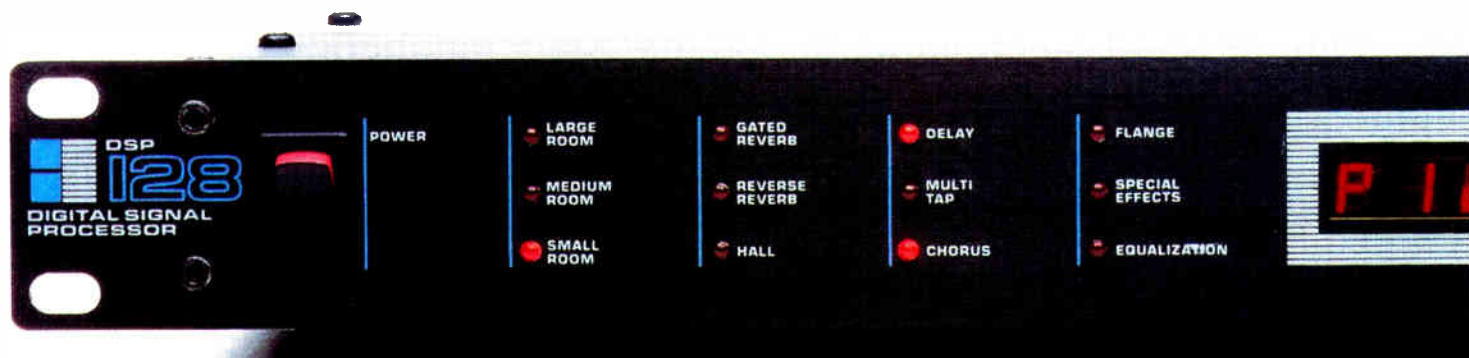 DSP
128
DIGITAL SIGNAL
PROCESSOR
POWER
LARGE
ROOM
MEDIUM
ROOM
SMALL
ROOM
GATED
REVERB
REVERSE
REVERB
HALL
DELAY
MULTI
TAP
CHORUS
FLANGE
SPECIAL
EFFECTS
EQUALIZATION
P 1